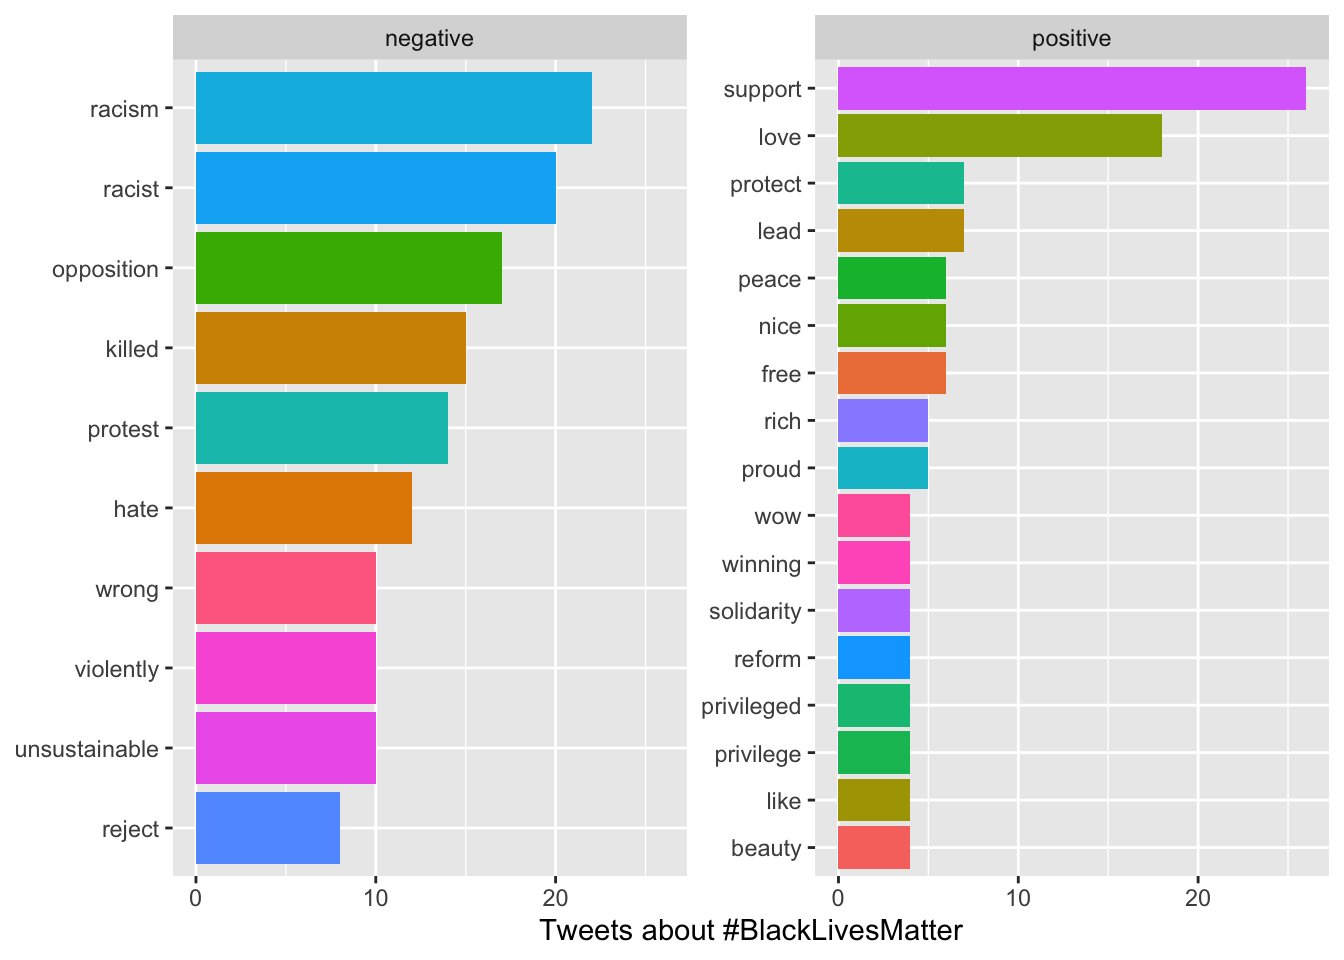 negative
racism
racist
opposition
killed
protest
hate
wrong
violently
unsustainable
reject
0 10 20
positive
support
love
protect
lead
peace
nice
free
rich
proud
wow
winning
solidarity
reform
privileged
privilege
like
beauty
0 10 20
Tweets about #BlackLivesMatter